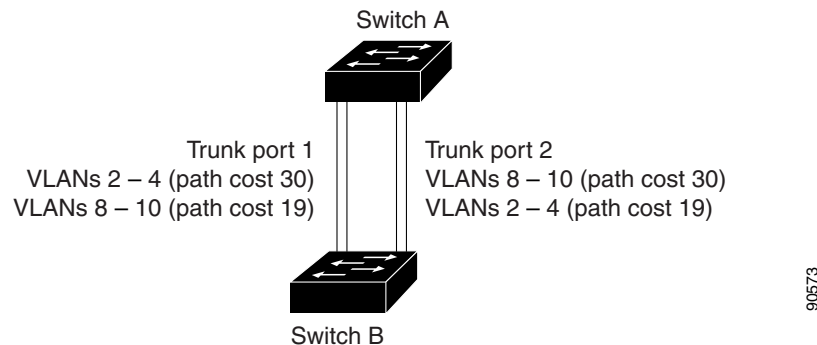 Switch A
Trunk port 1
VLANs 2 – 4 (path cost 30)
VLANs 8 – 10 (path cost 19)
Trunk port 2
VLANs 8 – 10 (path cost 30)
VLANs 2 – 4 (path cost 19)
Switch B
90573